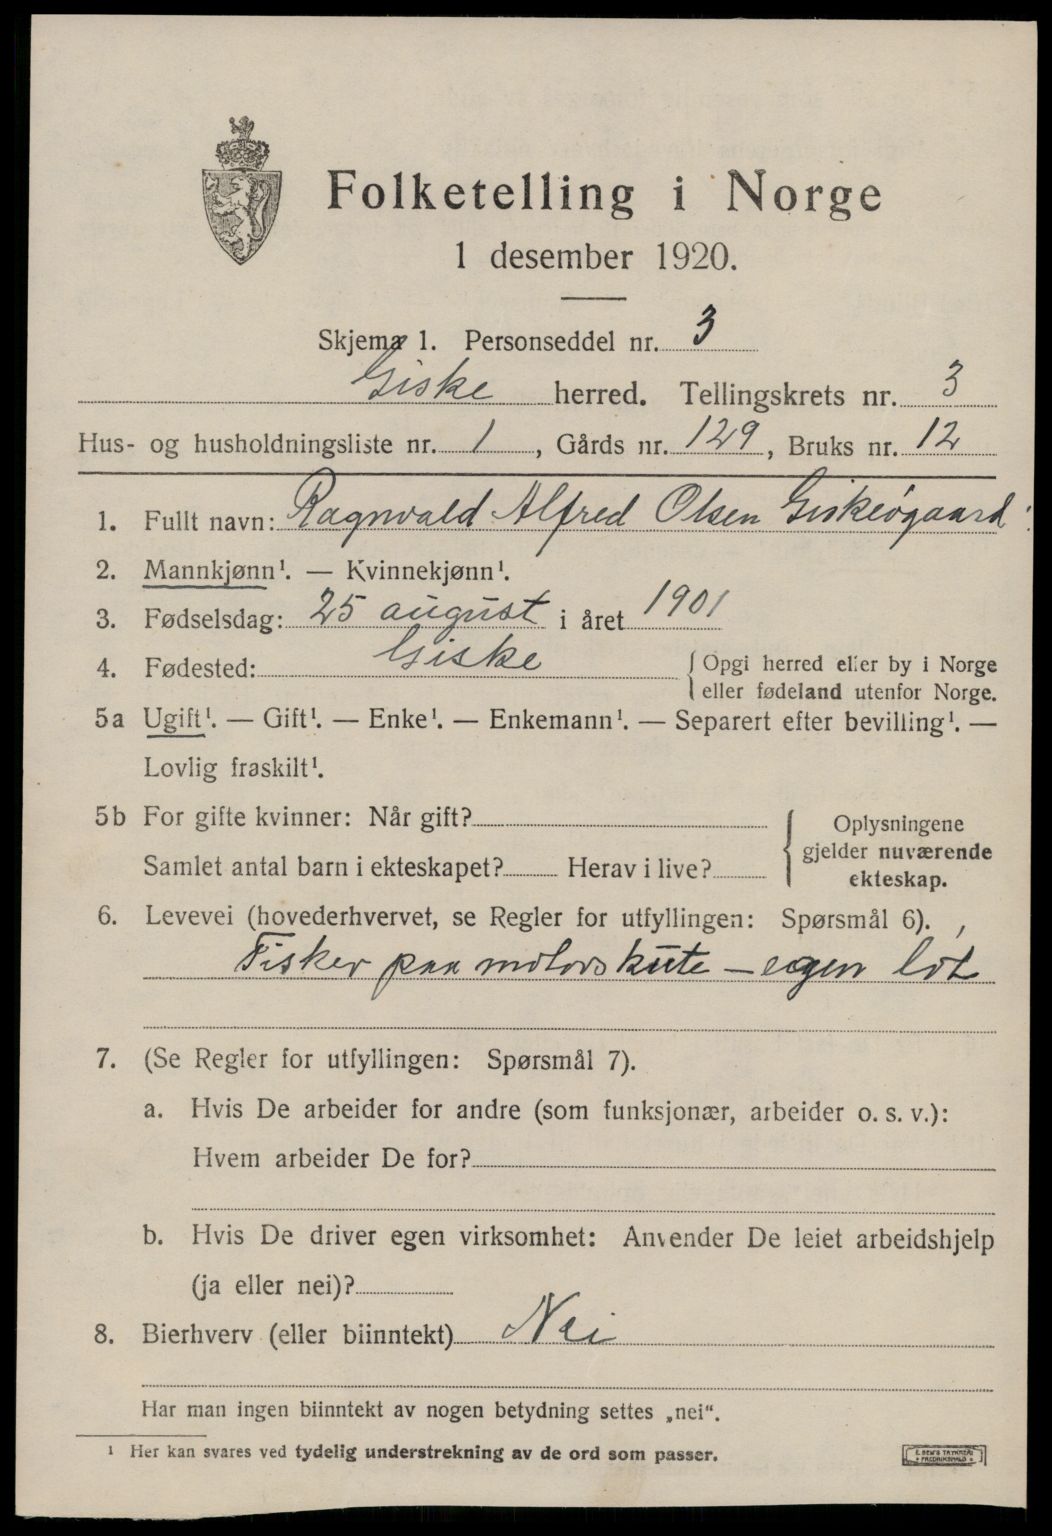 Folketelling i Norge
1 desember 1920.
Skjema 1. Personseddel nr. 3
Giske herred. Tellingskrets nr. 3
Hus- og husholdningsliste nr. 1, Gårds nr. 129, Bruks nr. 12
1. Fullt navn: Ragnvald Alfred Olsen Giskeøgaard
2. Mannkjønn¹. — Kvinnekjønn¹.
3. Fødselsdag: 25 august i året 1901
4. Fødested: Giske {Opgi herred eller by i Norge
eller fødeland utenfor Norge.
5a Ugift¹. — Gift¹. — Enke¹. — Enkemann¹. — Separert efter bevilling¹. —
Lovlig fraskilt¹.
5b For gifte kvinner: Når gift?
Samlet antal barn i ekteskapet? Herav i live?
{Oplysningene
gjelder nuværende
ekteskap.
6. Levevei (hovederhvervet, se Regler for utfyllingen: Spørsmål 6).
Fisker paa motorskute — egen lót
7. (Se Regler for utfyllingen: Spørsmål 7).
a. Hvis De arbeider for andre (som funksjonær, arbeider o. s. v.):
Hvem arbeider De for?
b. Hvis De driver egen virksomhet: Anvender De leiet arbeidshjelp
(ja eller nei)?
8. Bierhverv (eller biinntekt) Nei
Har man ingen biinntekt av nogen betydning settes „nei“.
¹ Her kan svares ved tydelig understrekning av de ord som passer.
E. SEM'S TRYKKERI
FREDRIKSHALD